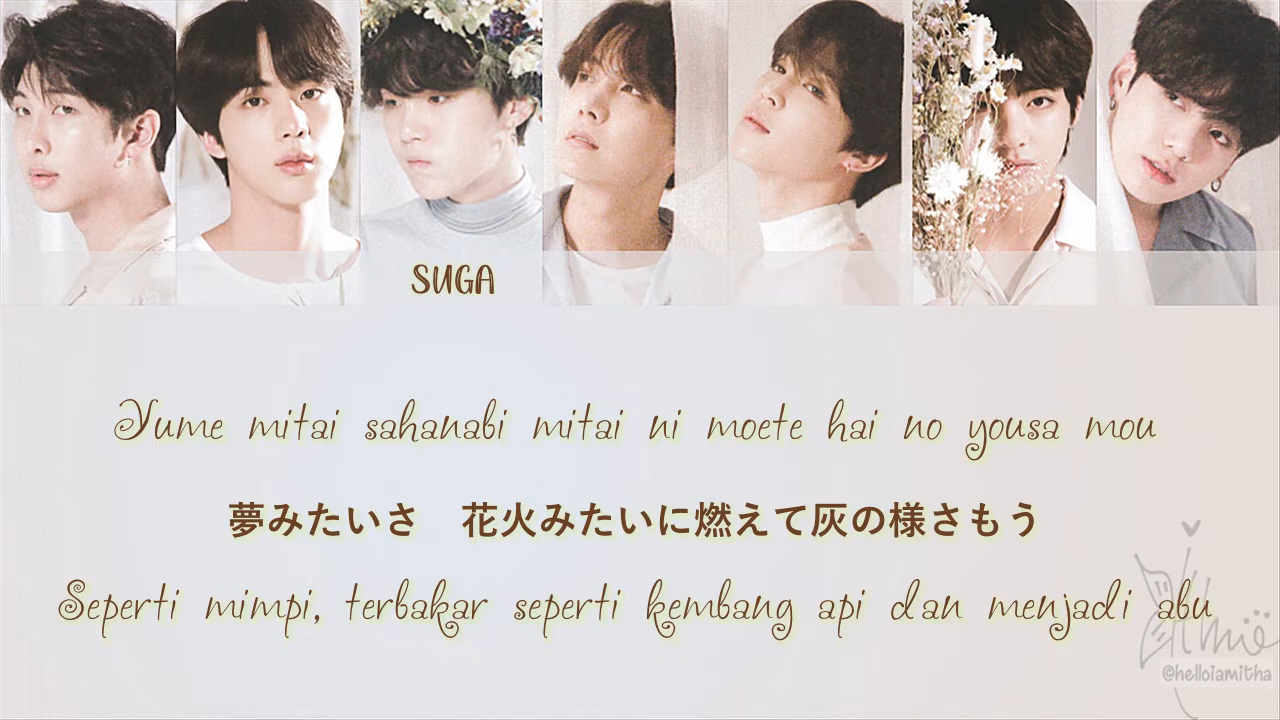 SUGA
Yume mitai sahanabi mitai ni moete hai no yousa mou
夢みたいさ　花火みたいに燃えて灰の様さもう
Seperti mimpi, terbakar seperti kembang api dan menjadi abu
@helloiamitha